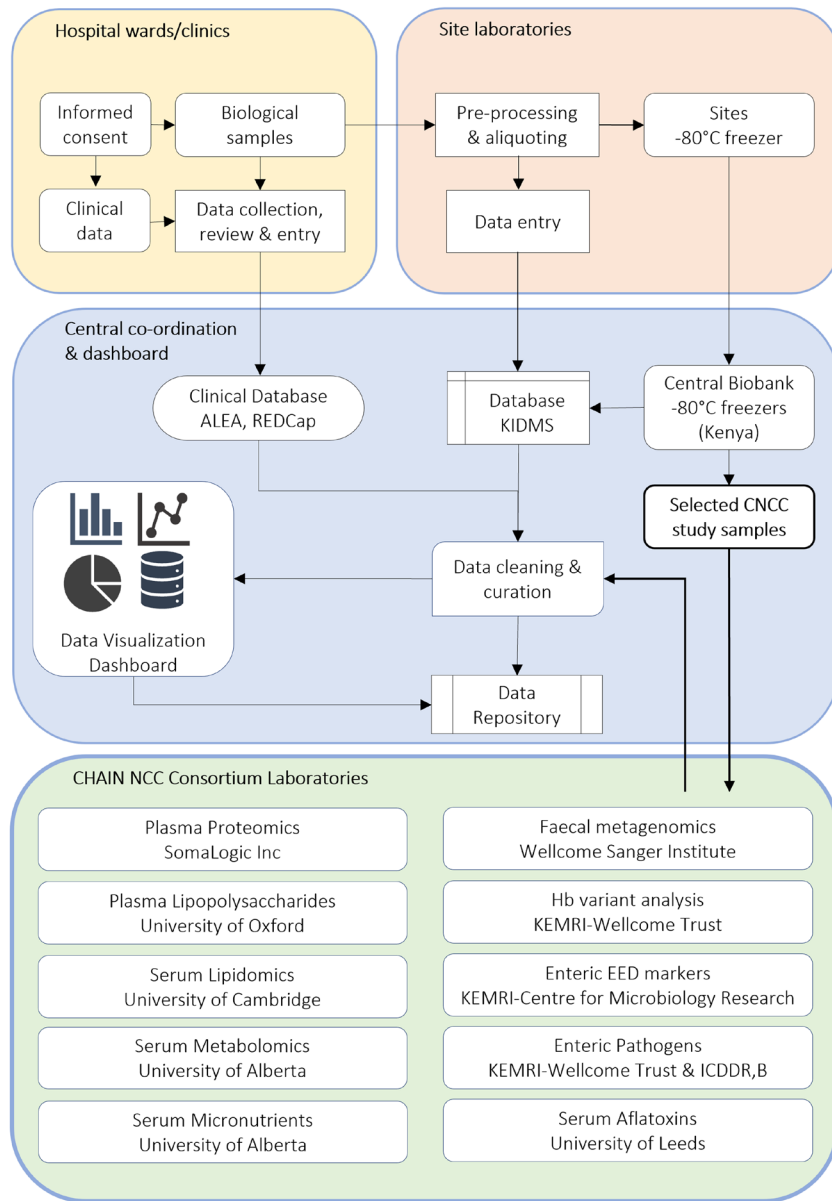 Hospital wards/clinics
Informed
consent
Biological
samples
Clinical
data
Data collection,
review & entry
Site laboratories
Pre-processing
& aliquoting
Sites
-80°C freezer
Data entry
Central co-ordination
& dashboard
Clinical Database
ALEA, REDCap
Database
KIDMS
Central Biobank
-80°C freezers
(Kenya)
Selected CNCC
study samples
Data cleaning &
curation
Data Visualization
Dashboard
Data
Repository
CHAIN NCC Consortium Laboratories
Plasma Proteomics
SomaLogic Inc
Plasma Lipopolysaccharides
University of Oxford
Serum Lipidomics
University of Cambridge
Serum Metabolomics
University of Alberta
Serum Micronutrients
University of Alberta
Faecal metagenomics
Wellcome Sanger Institute
Hb variant analysis
KEMRI-Wellcome Trust
Enteric EED markers
KEMRI-Centre for Microbiology Research
Enteric Pathogens
KEMRI-Wellcome Trust & ICDDR,B
Serum Aflatoxins
University of Leeds